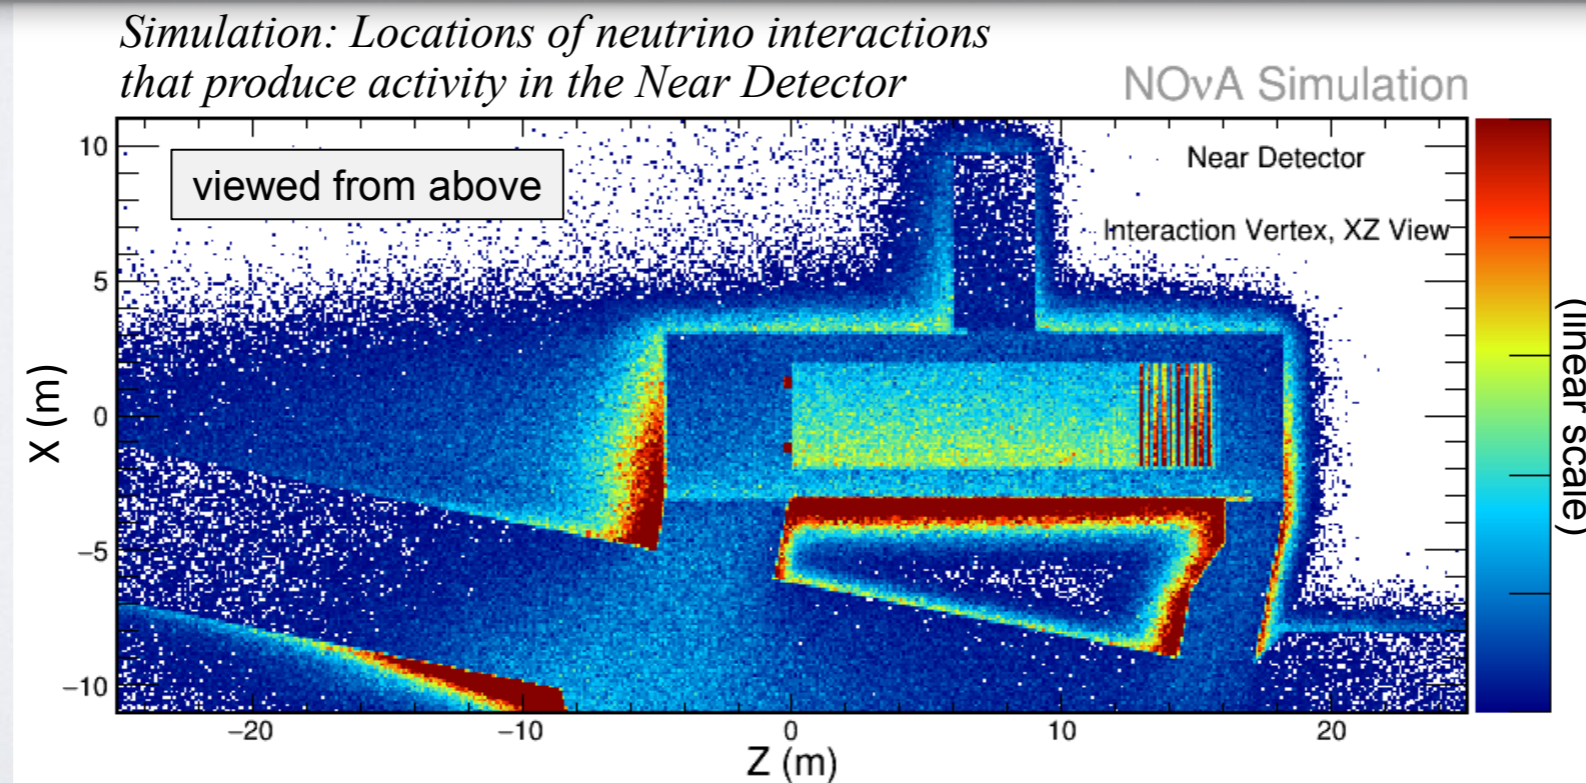 Simulation: Locations of neutrino interactions
that produce activity in the Near Detector
NOνA Simulation
viewed from above
Near Detector
Interaction Vertex, XZ View
10
5
0
−5
−10
X (m)
−20
−10
0
10
20
Z (m)
(linear scale)